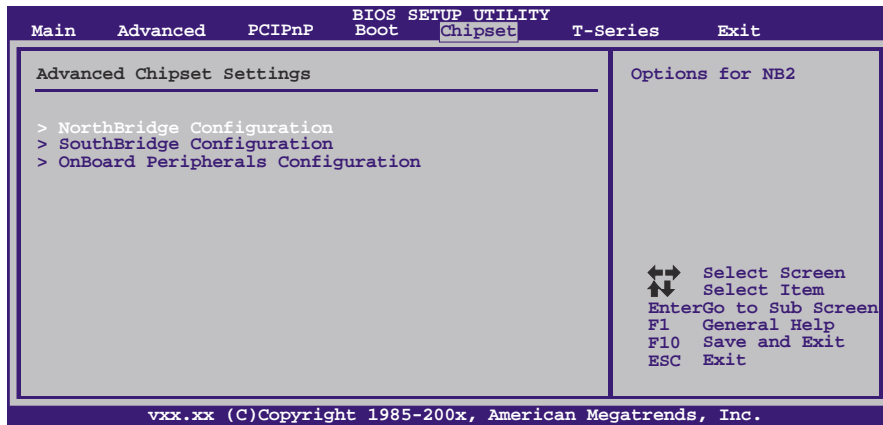 BIOS SETUP UTILITY
Main Advanced PCIPnP Boot Chipset T-Series Exit
Advanced Chipset Settings
> NorthBridge Configuration
> SouthBridge Configuration
> OnBoard Peripherals Configuration
Options for NB2
Select Screen
Select Item
EnterGo to Sub Screen
F1 General Help
F10 Save and Exit
ESC Exit
vxx.xx (C)Copyright 1985-200x, American Megatrends, Inc.